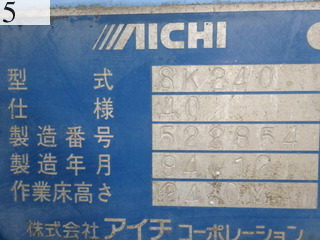 5
AICHI
型式 SK240
仕様 40
製造番号 522854
製造年月
作業床高さ
株式会社 アイチ コーポレーション